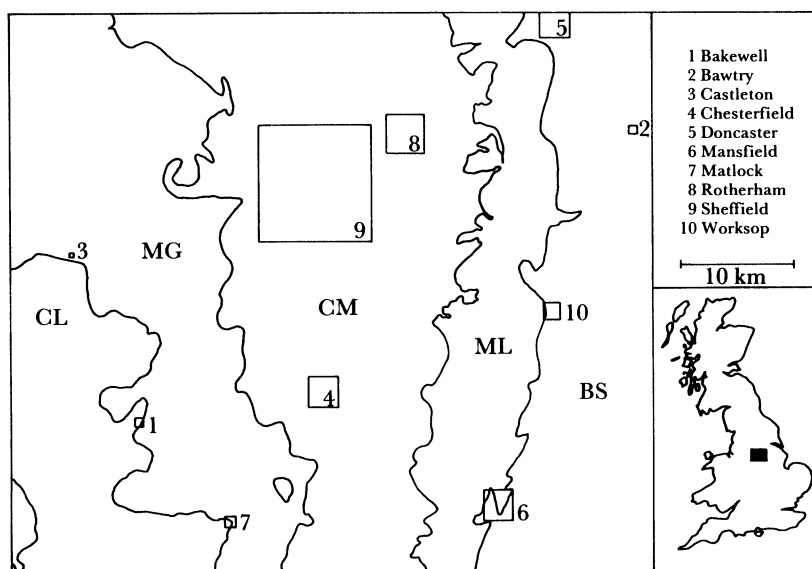 5
2
8
9
3
MG
CL
CM
10
ML
BS
4
1
6
7
1 Bakewell
2 Bawtry
3 Castleton
4 Chesterfield
5 Doncaster
6 Mansfield
7 Matlock
8 Rotherham
9 Sheffield
10 Worksop
10 km